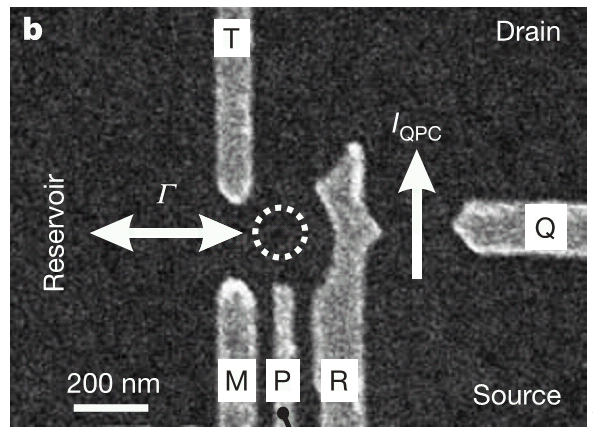 b
T
Drain
I_QPC
Γ
Reservoir
Q
M
P
R
200 nm
Source